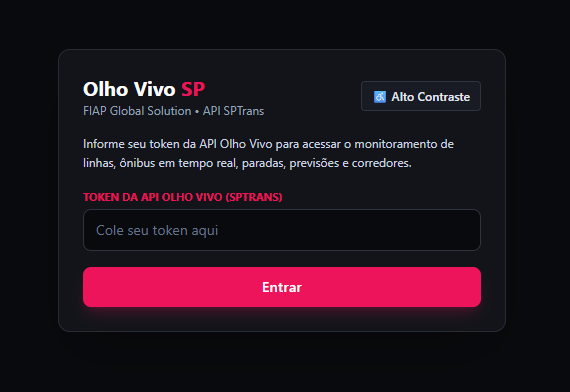 Olho Vivo SP
FIAP Global Solution • API SPTrans
♿ Alto Contraste
Informe seu token da API Olho Vivo para acessar o monitoramento de
linhas, ônibus em tempo real, paradas, previsões e corredores.
TOKEN DA API OLHO VIVO (SPTRANS)
Cole seu token aqui
Entrar